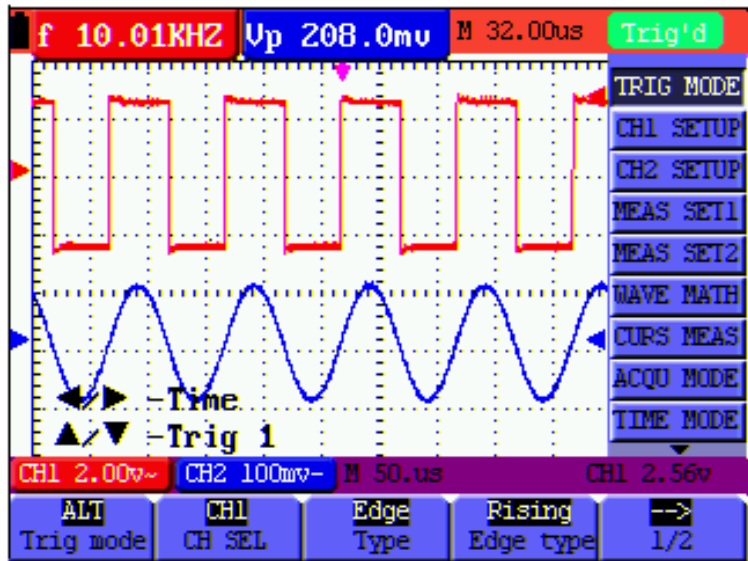 f 10.01KHZ Vp 208.0mv M 32.00us Trig'd
TRIG MODE
CH1 SETUP
CH2 SETUP
MEAS SET1
MEAS SET2
WAVE MATH
CURS MEAS
ACQU MODE
TIME MODE
◀/▶ -Time
▲/▼ -Trig 1
CH1 2.00v~ CH2 100mv- M 50.us CH1 2.56v
ALT CH1 Edge Rising -->
Trig mode CH SEL Type Edge type 1/2